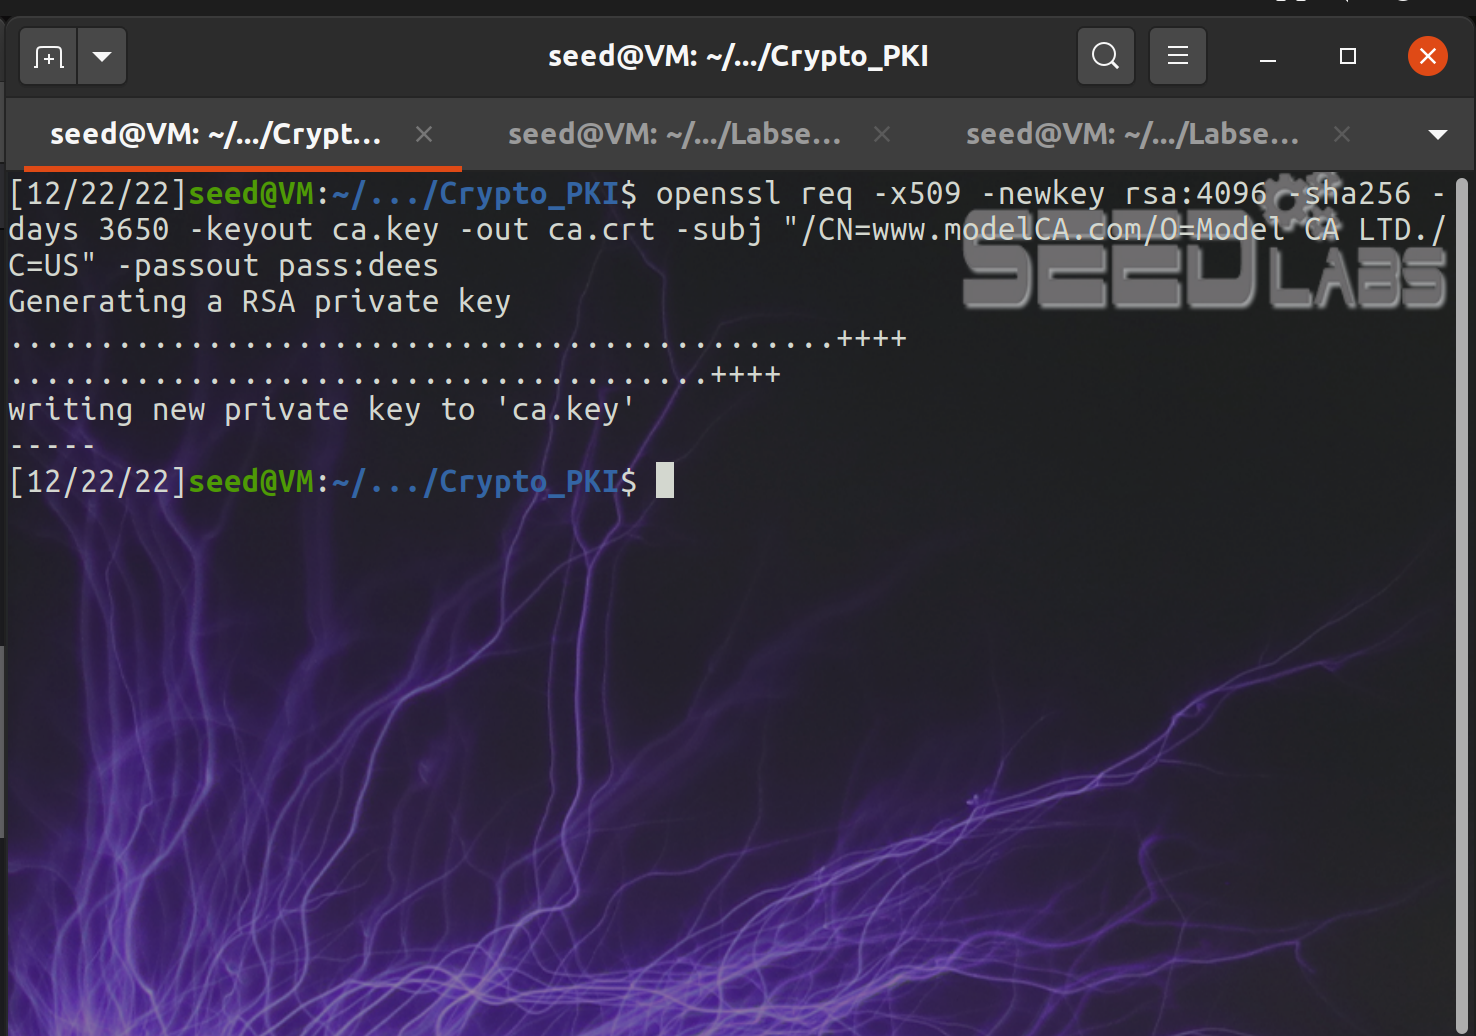 seed@VM: ~/.../Crypto_PKI
seed@VM: ~/.../Crypt...
seed@VM: ~/.../Labse...
seed@VM: ~/.../Labse...
[12/22/22]seed@VM:~/.../Crypto_PKI$ openssl req -x509 -newkey rsa:4096 -sha256 -
days 3650 -keyout ca.key -out ca.crt -subj "/CN=www.modelCA.com/O=Model CA LTD./
C=US" -passout pass:dees
Generating a RSA private key
..............................................++++
.......................................++++
writing new private key to 'ca.key'
-----
[12/22/22]seed@VM:~/.../Crypto_PKI$
SEED LABS